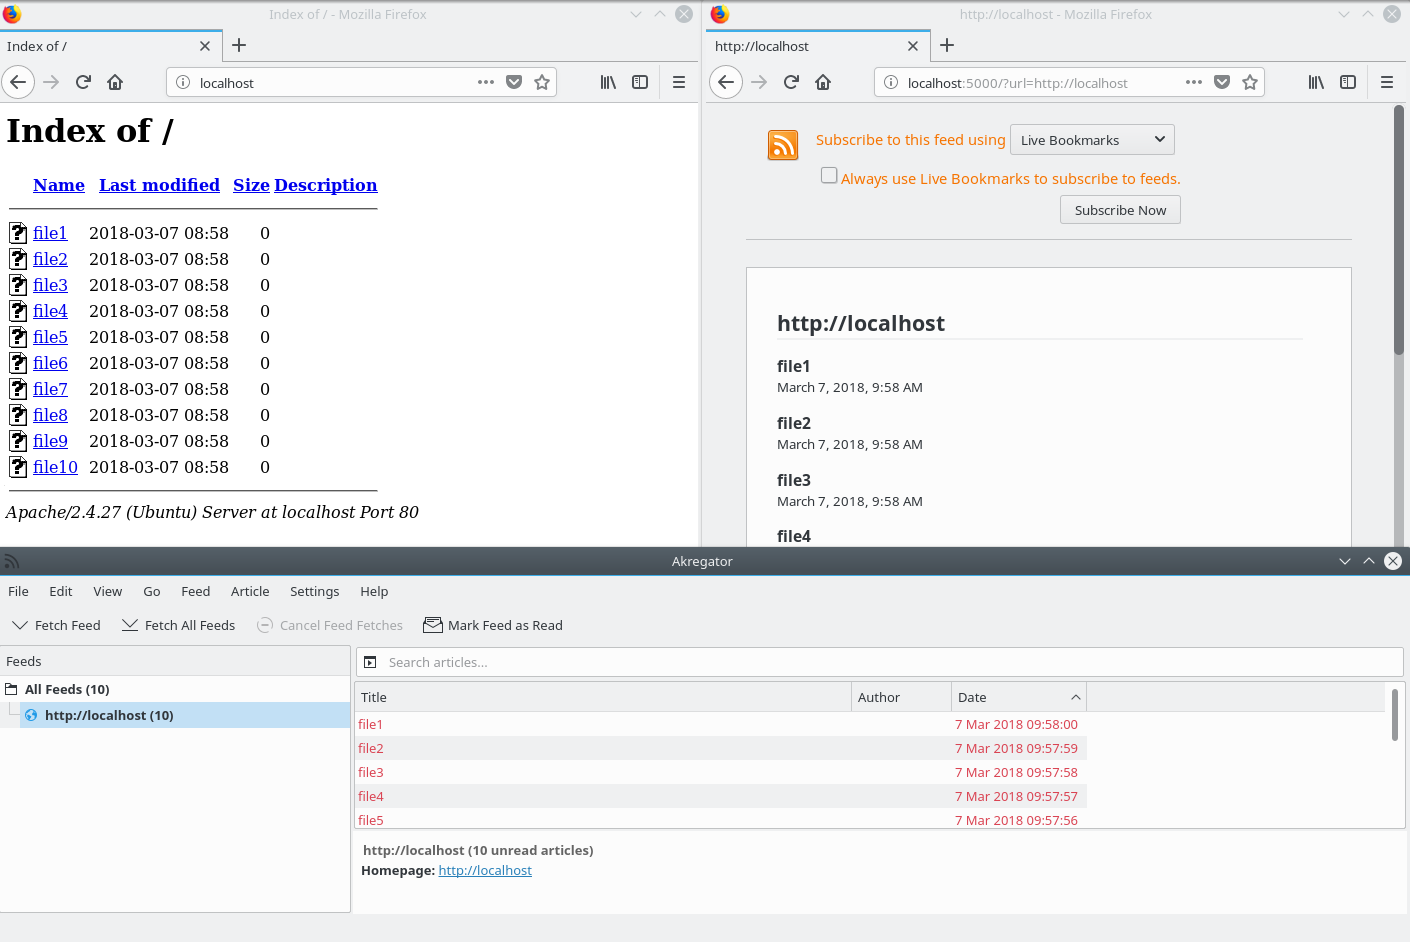 Index of / - Mozilla Firefox
Index of /
localhost
Index of /
Name Last modified Size Description
file1 2018-03-07 08:58 0
file2 2018-03-07 08:58 0
file3 2018-03-07 08:58 0
file4 2018-03-07 08:58 0
file5 2018-03-07 08:58 0
file6 2018-03-07 08:58 0
file7 2018-03-07 08:58 0
file8 2018-03-07 08:58 0
file9 2018-03-07 08:58 0
file10 2018-03-07 08:58 0
Apache/2.4.27 (Ubuntu) Server at localhost Port 80
http://localhost - Mozilla Firefox
http://localhost
localhost:5000/?url=http://localhost
Subscribe to this feed using Live Bookmarks
Always use Live Bookmarks to subscribe to feeds.
Subscribe Now
http://localhost
file1
March 7, 2018, 9:58 AM
file2
March 7, 2018, 9:58 AM
file3
March 7, 2018, 9:58 AM
file4
Akregator
File Edit View Go Feed Article Settings Help
Fetch Feed Fetch All Feeds Cancel Feed Fetches Mark Feed as Read
Feeds
All Feeds (10)
http://localhost (10)
Search articles...
Title Author Date
file1 7 Mar 2018 09:58:00
file2 7 Mar 2018 09:57:59
file3 7 Mar 2018 09:57:58
file4 7 Mar 2018 09:57:57
file5 7 Mar 2018 09:57:56
http://localhost (10 unread articles)
Homepage: http://localhost